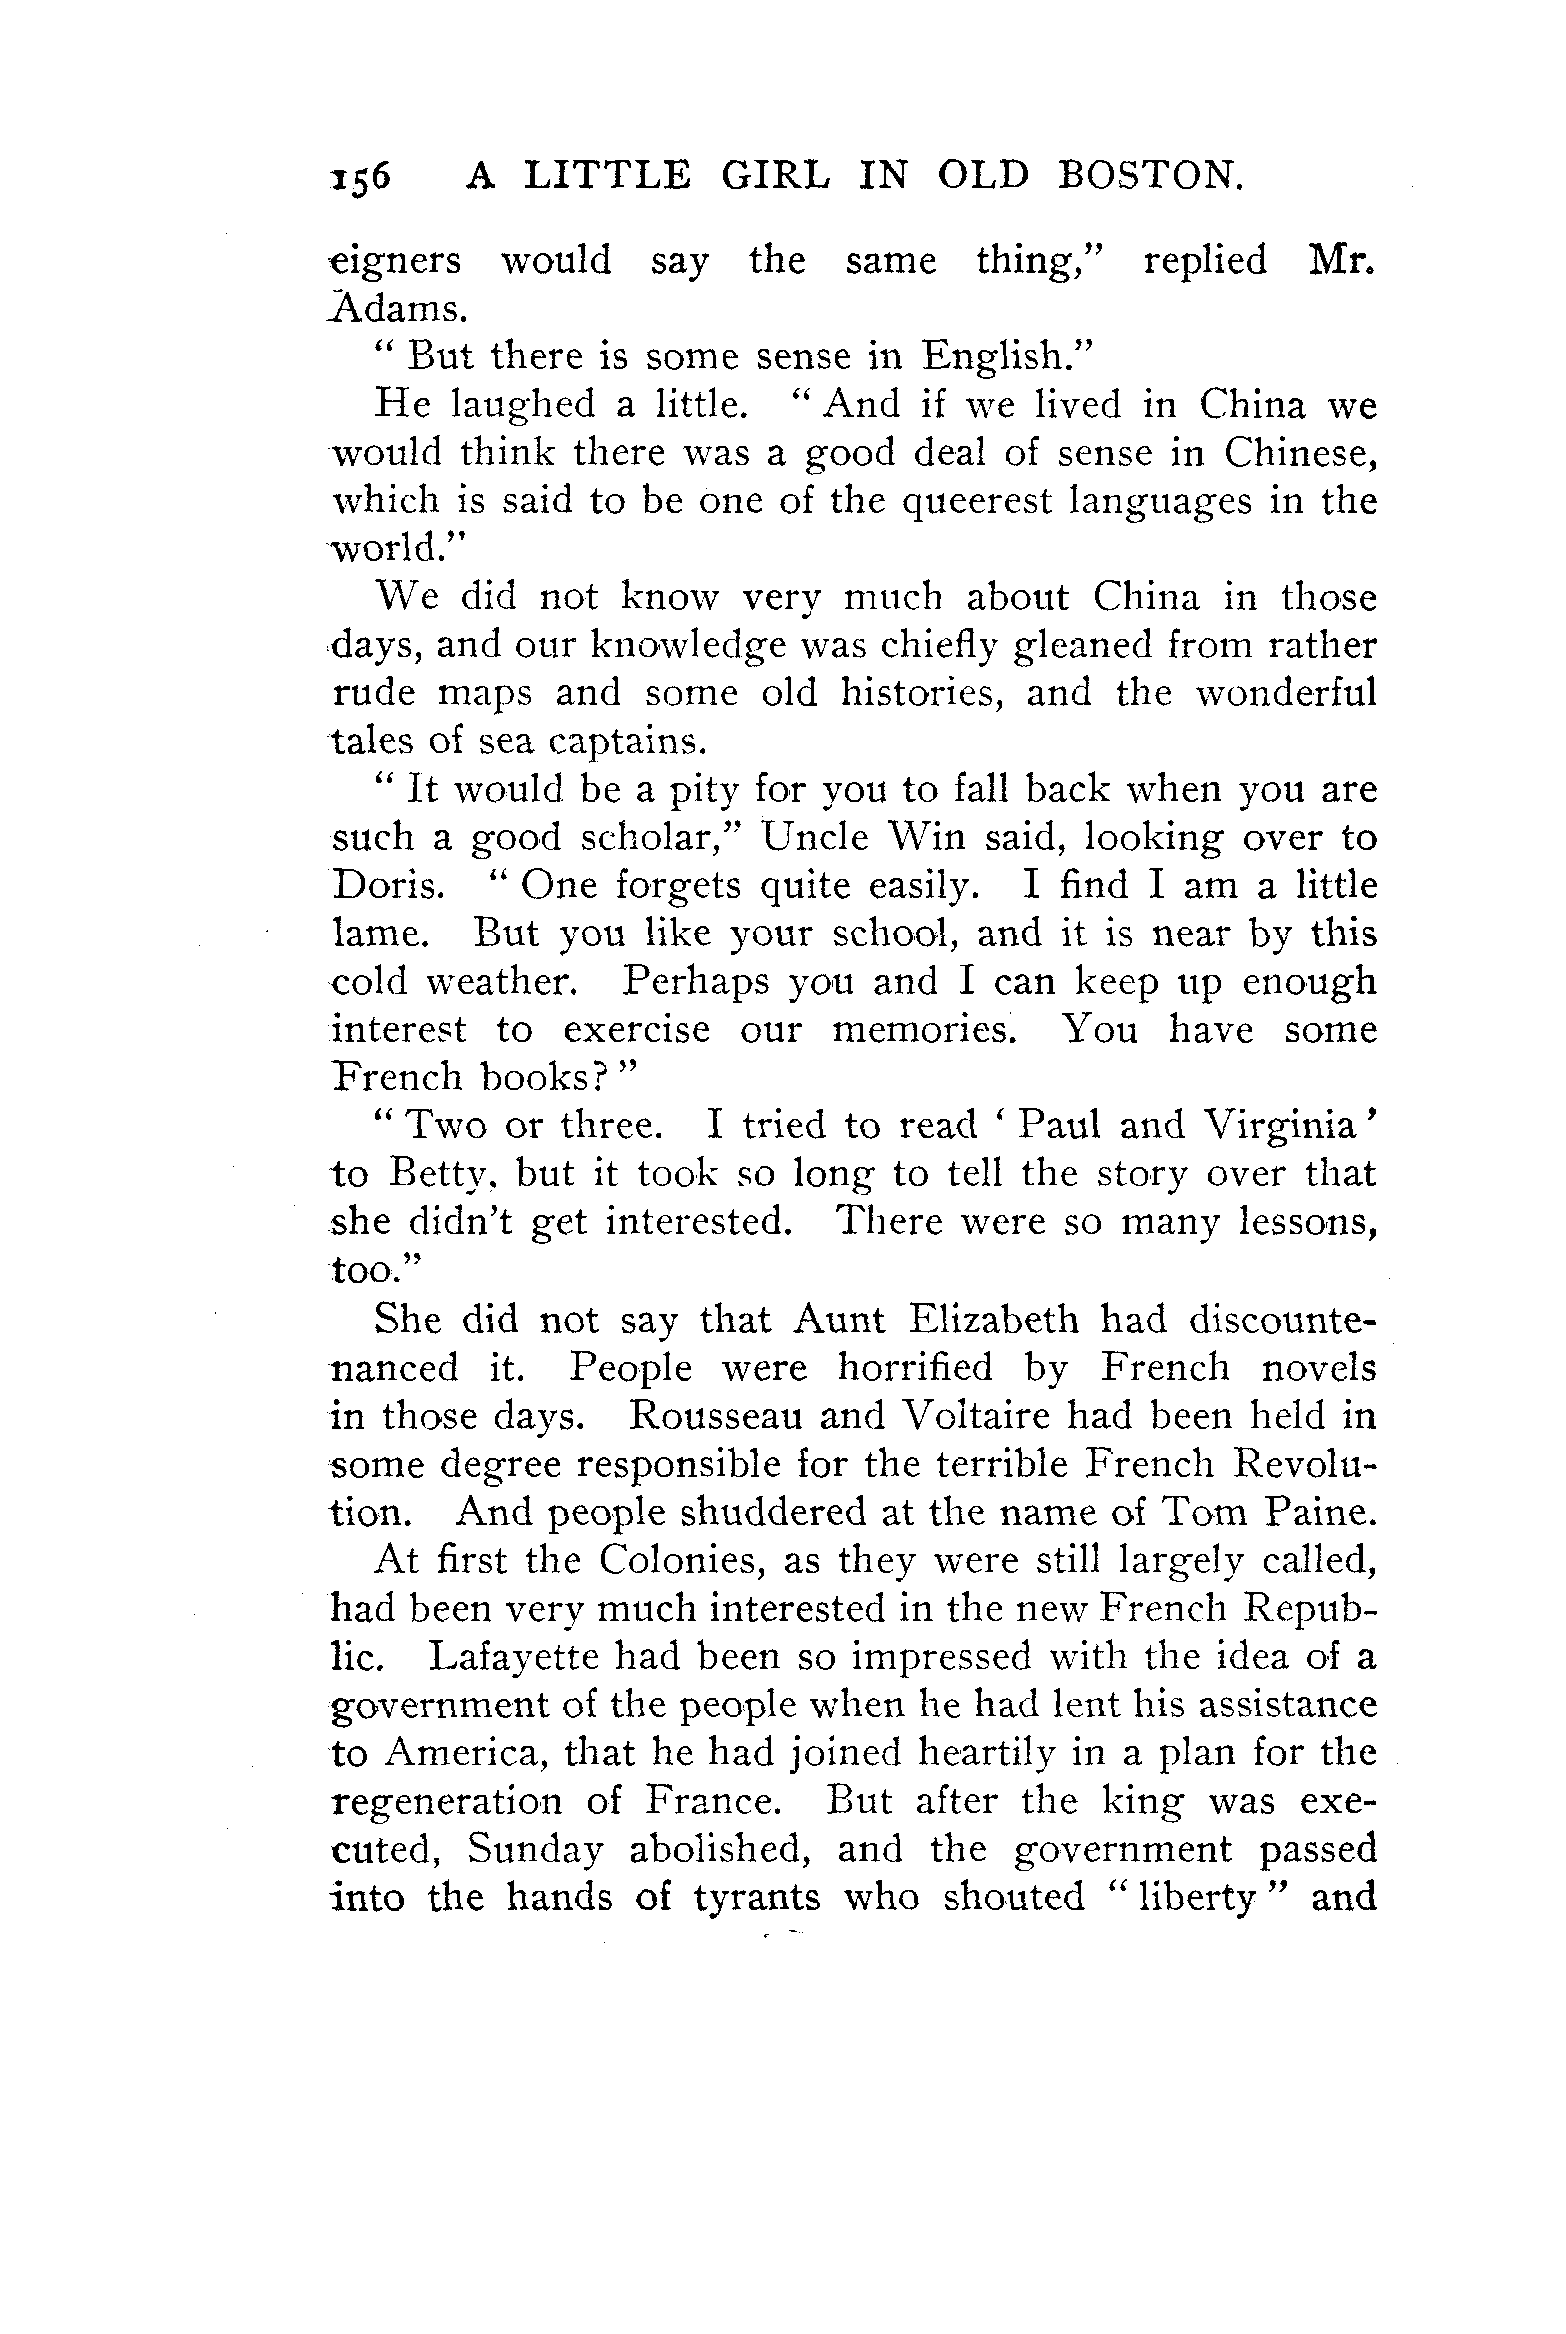 156 A LITTLE GIRL IN OLD BOSTON.
eigners would say the same thing,” replied Mr.
Adams.
“ But there is some sense in English.”
He laughed a little. “ And if we lived in China we
would think there was a good deal of sense in Chinese,
which is said to be one of the queerest languages in the
world.”
We did not know very much about China in those
days, and our knowledge was chiefly gleaned from rather
rude maps and some old histories, and the wonderful
tales of sea captains.
“ It would be a pity for you to fall back when you are
such a good scholar,” Uncle Win said, looking over to
Doris. “ One forgets quite easily. I find I am a little
lame. But you like your school, and it is near by this
cold weather. Perhaps you and I can keep up enough
interest to exercise our memories. You have some
French books? ”
“ Two or three. I tried to read ‘ Paul and Virginia ’
to Betty, but it took so long to tell the story over that
she didn’t get interested. There were so many lessons,
too.”
She did not say that Aunt Elizabeth had discounte-
nanced it. People were horrified by French novels
in those days. Rousseau and Voltaire had been held in
some degree responsible for the terrible French Revolu-
tion. And people shuddered at the name of Tom Paine.
At first the Colonies, as they were still largely called,
had been very much interested in the new French Repub-
lic. Lafayette had been so impressed with the idea of a
government of the people when he had lent his assistance
to America, that he had joined heartily in a plan for the
regeneration of France. But after the king was exe-
cuted, Sunday abolished, and the government passed
into the hands of tyrants who shouted “ liberty ” and